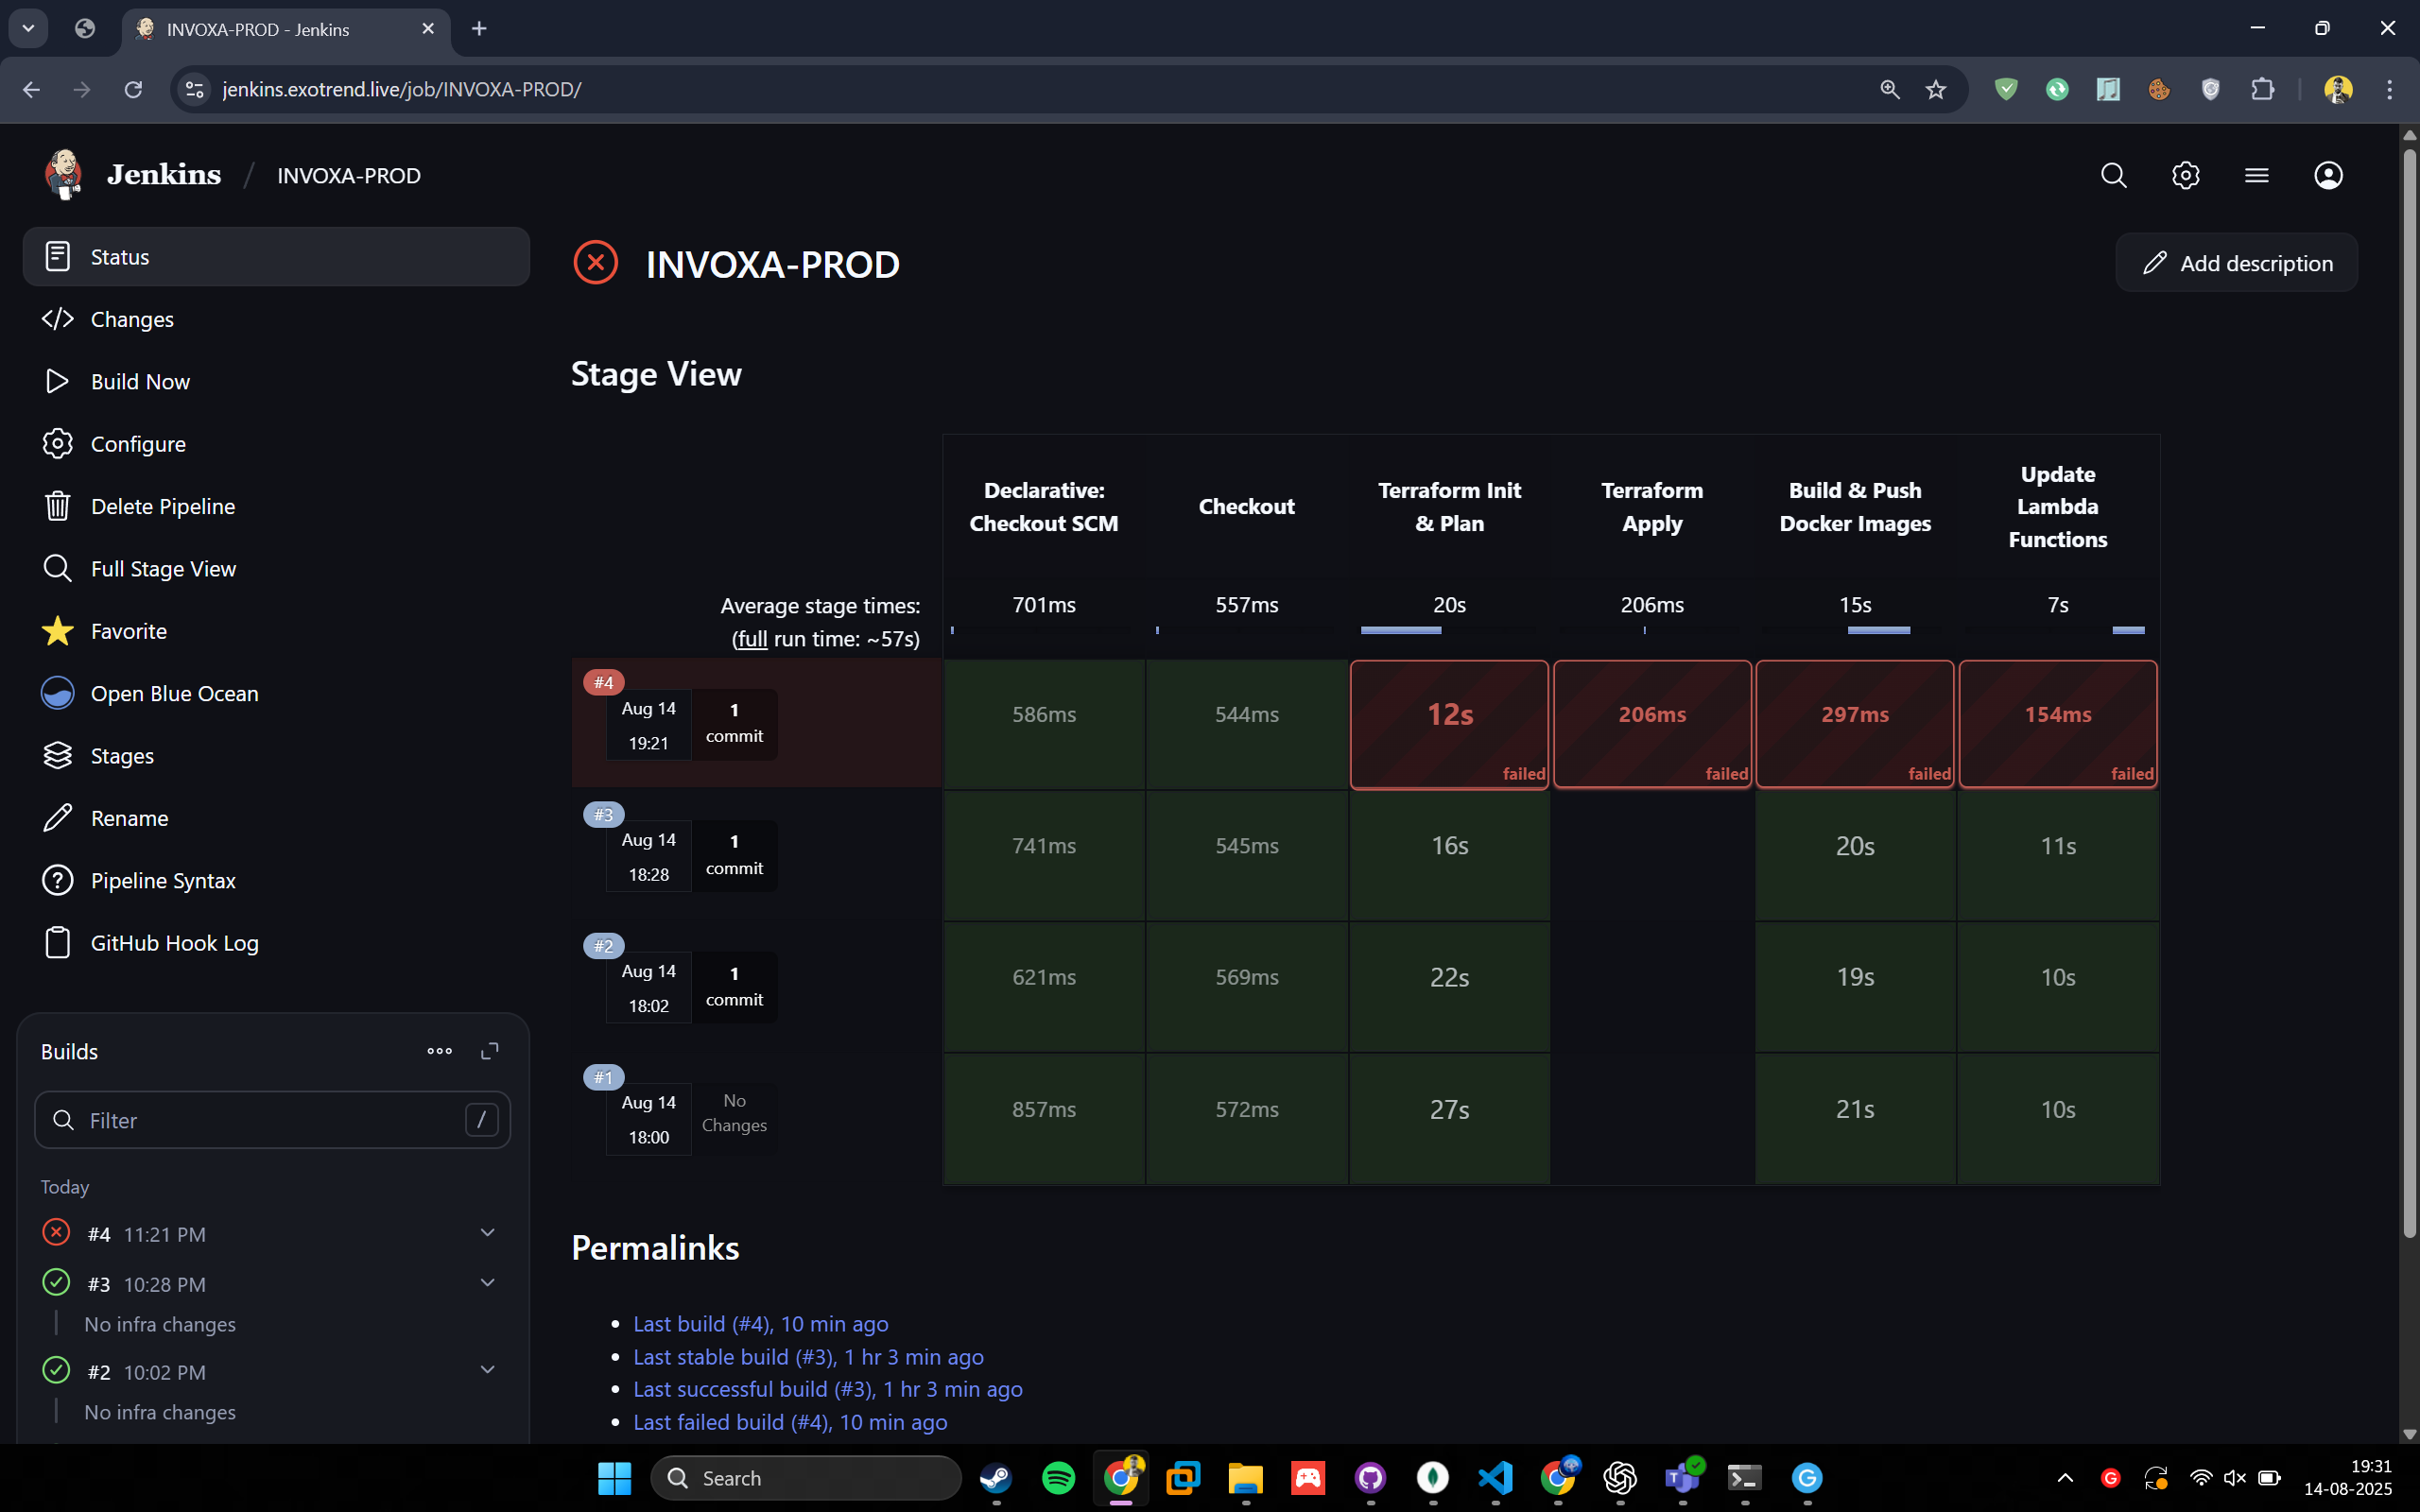 INVOXA-PROD - Jenkins
jenkins.exotrend.live/job/INVOXA-PROD/
Jenkins / INVOXA-PROD
Status
Changes
Build Now
Configure
Delete Pipeline
Full Stage View
Favorite
Open Blue Ocean
Stages
Rename
Pipeline Syntax
GitHub Hook Log
Builds
Filter
/
Today
#4 11:21 PM
#3 10:28 PM
No infra changes
#2 10:02 PM
No infra changes
INVOXA-PROD
Add description
Stage View
Declarative:
Checkout SCM
Checkout
Terraform Init
& Plan
Terraform
Apply
Build & Push
Docker Images
Update
Lambda
Functions
Average stage times:
(full run time: ~57s)
701ms
557ms
20s
206ms
15s
7s
#4
Aug 14
19:21
1
commit
586ms
544ms
12s
failed
206ms
failed
297ms
failed
154ms
failed
#3
Aug 14
18:28
1
commit
741ms
545ms
16s
20s
11s
#2
Aug 14
18:02
1
commit
621ms
569ms
22s
19s
10s
#1
Aug 14
18:00
No
Changes
857ms
572ms
27s
21s
10s
Permalinks
Last build (#4), 10 min ago
Last stable build (#3), 1 hr 3 min ago
Last successful build (#3), 1 hr 3 min ago
Last failed build (#4), 10 min ago
Search
19:31
14-08-2025